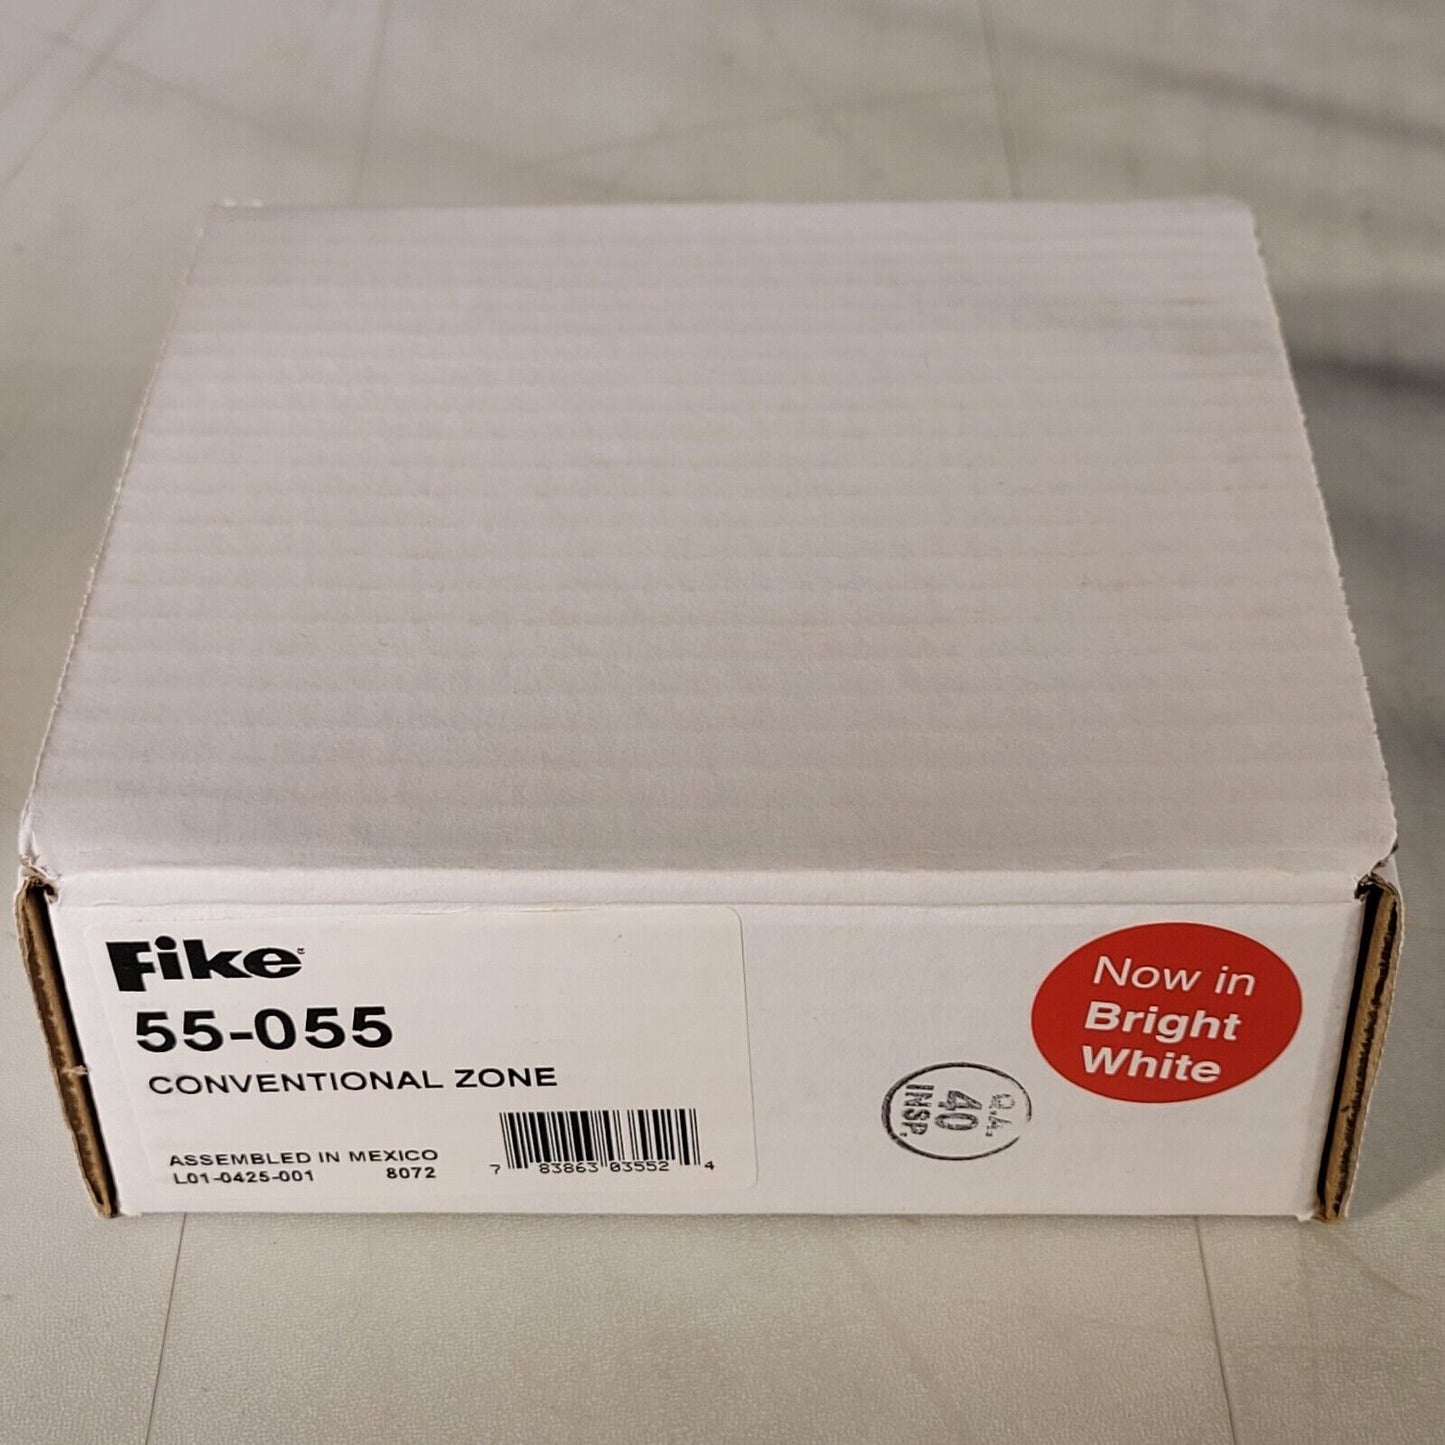 Fike®
55-055
CONVENTIONAL ZONE
ASSEMBLED IN MEXICO
L01-0425-001 8072
7 83863 03552 4
Q.A.
40
INSP.
Now in
Bright
White